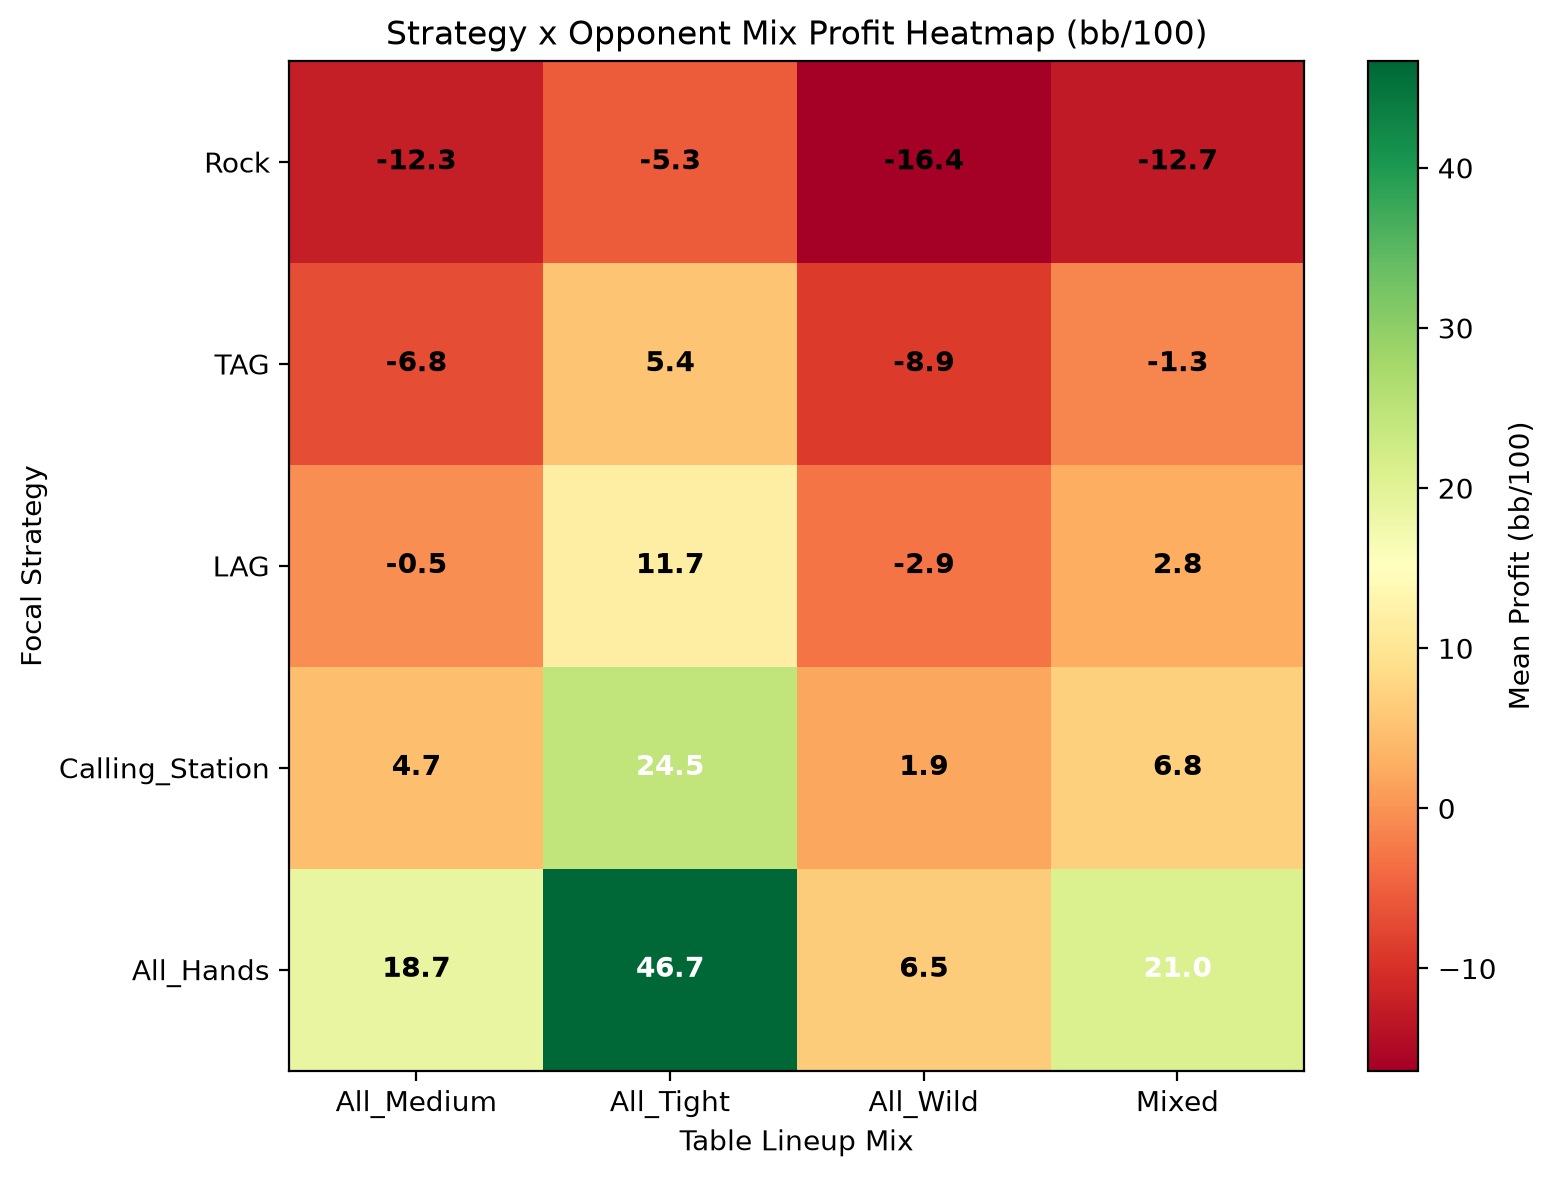 Strategy x Opponent Mix Profit Heatmap (bb/100)
Focal Strategy
Rock
-12.3
-5.3
-16.4
-12.7
TAG
-6.8
5.4
-8.9
-1.3
LAG
-0.5
11.7
-2.9
2.8
Calling_Station
4.7
24.5
1.9
6.8
All_Hands
18.7
46.7
6.5
21.0
All_Medium
All_Tight
All_Wild
Mixed
Table Lineup Mix
40
30
20
10
0
−10
Mean Profit (bb/100)